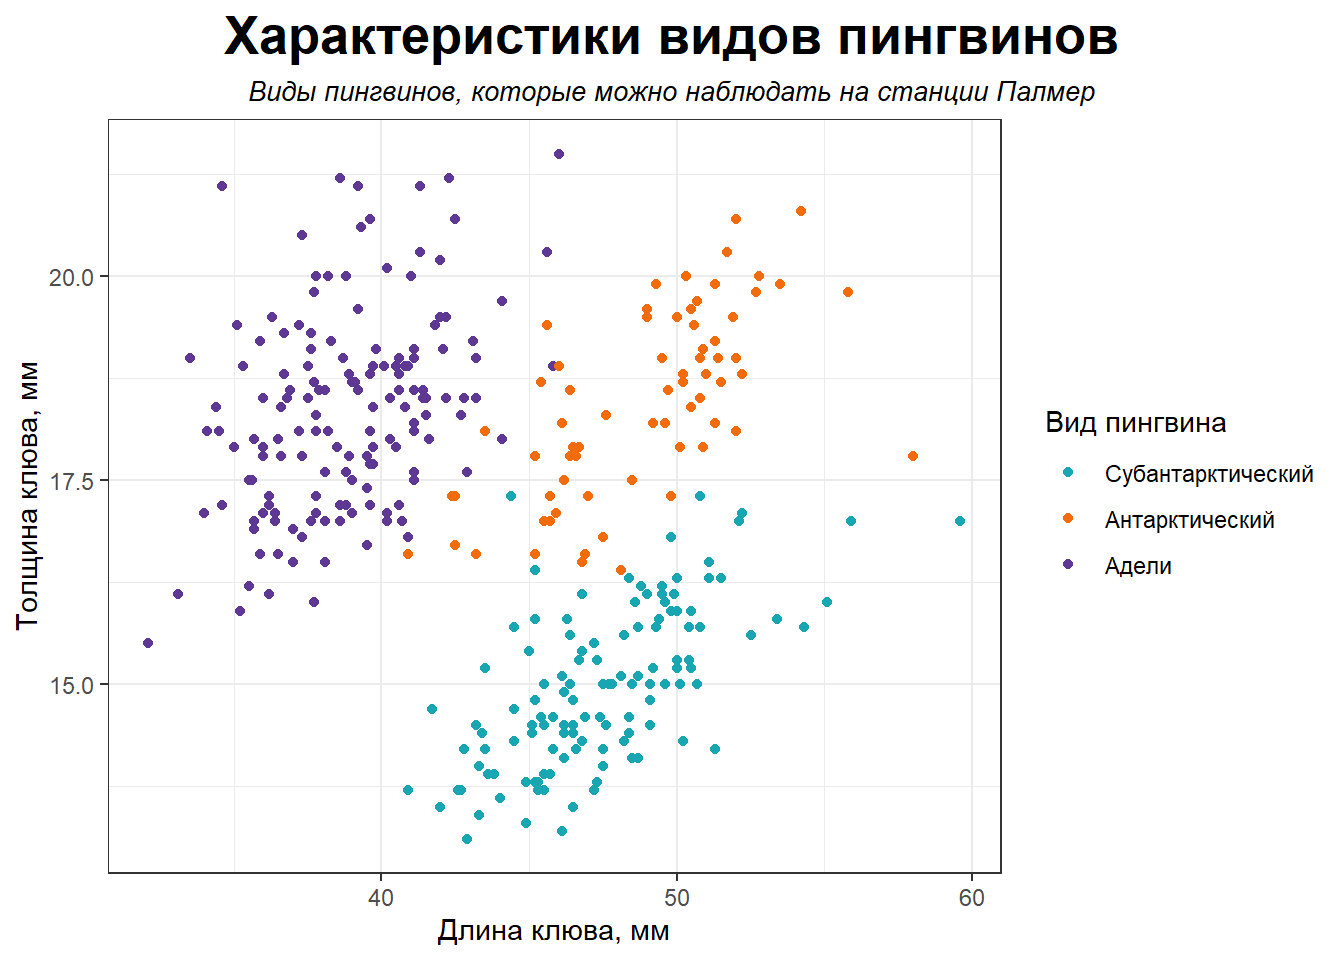 Характеристики видов пингвинов
Виды пингвинов, которые можно наблюдать на станции Палмер
Толщина клюва, мм
20.0
17.5
15.0
40
50
60
Длина клюва, мм
Вид пингвина
Субантарктический
Антарктический
Адели